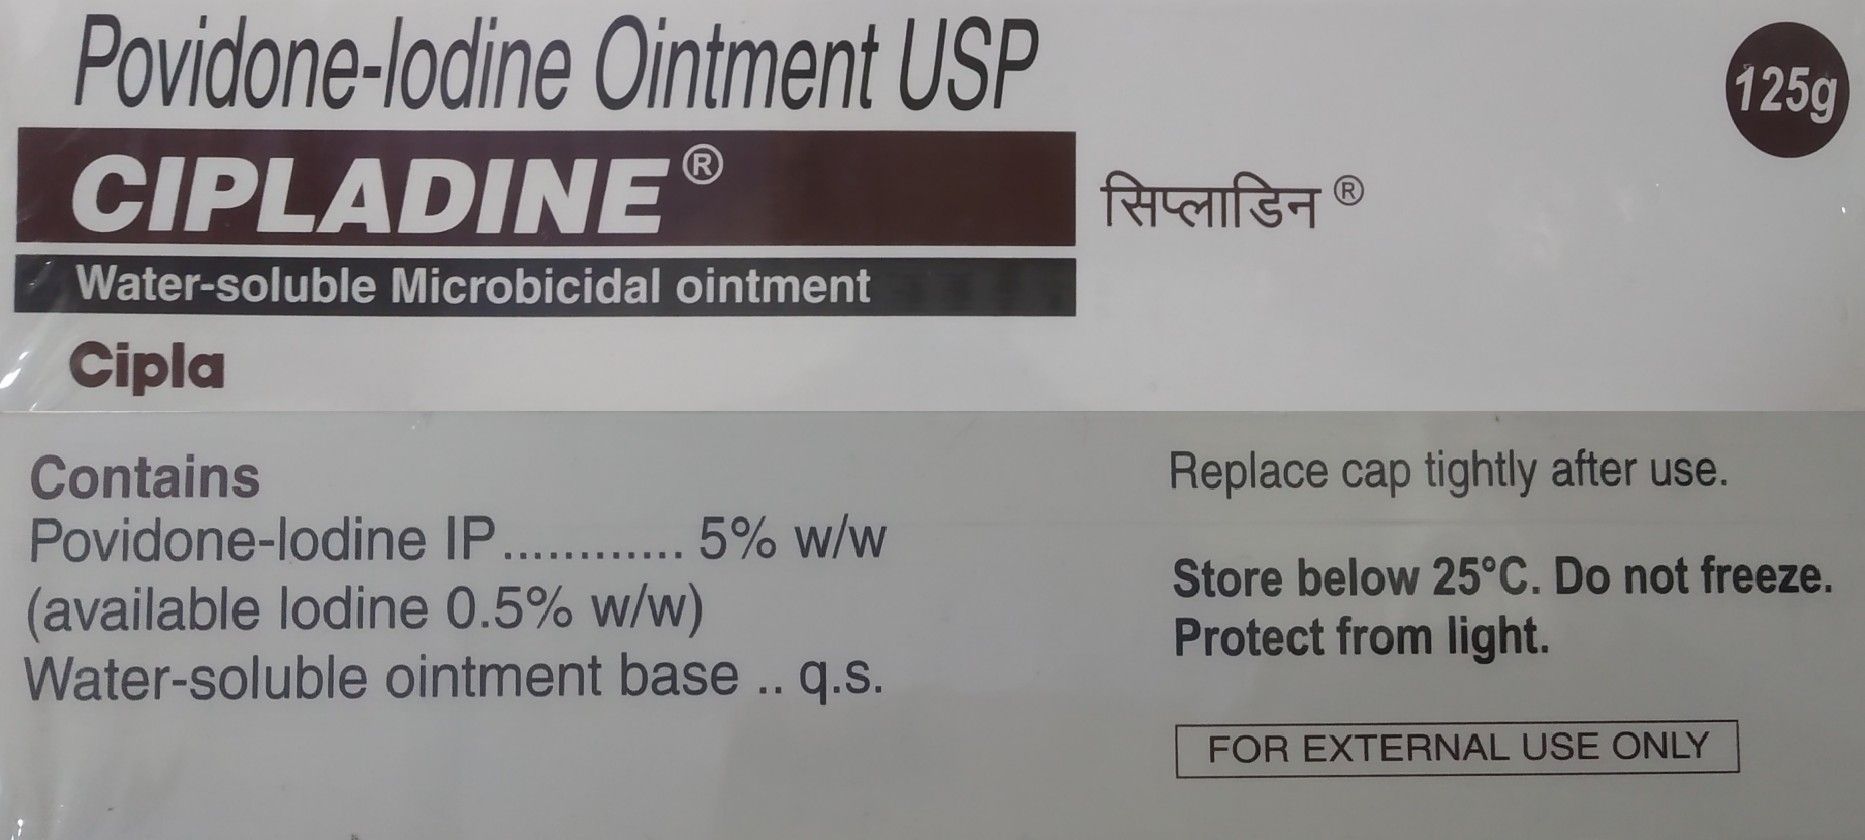 Povidone-Iodine Ointment USP
125g
CIPLADINE®
सिप्लाडिन ®
Water-soluble Microbicidal ointment
Cipla
Contains
Povidone-Iodine IP............ 5% w/w
(available Iodine 0.5% w/w)
Water-soluble ointment base .. q.s.
Replace cap tightly after use.
Store below 25°C. Do not freeze.
Protect from light.
FOR EXTERNAL USE ONLY